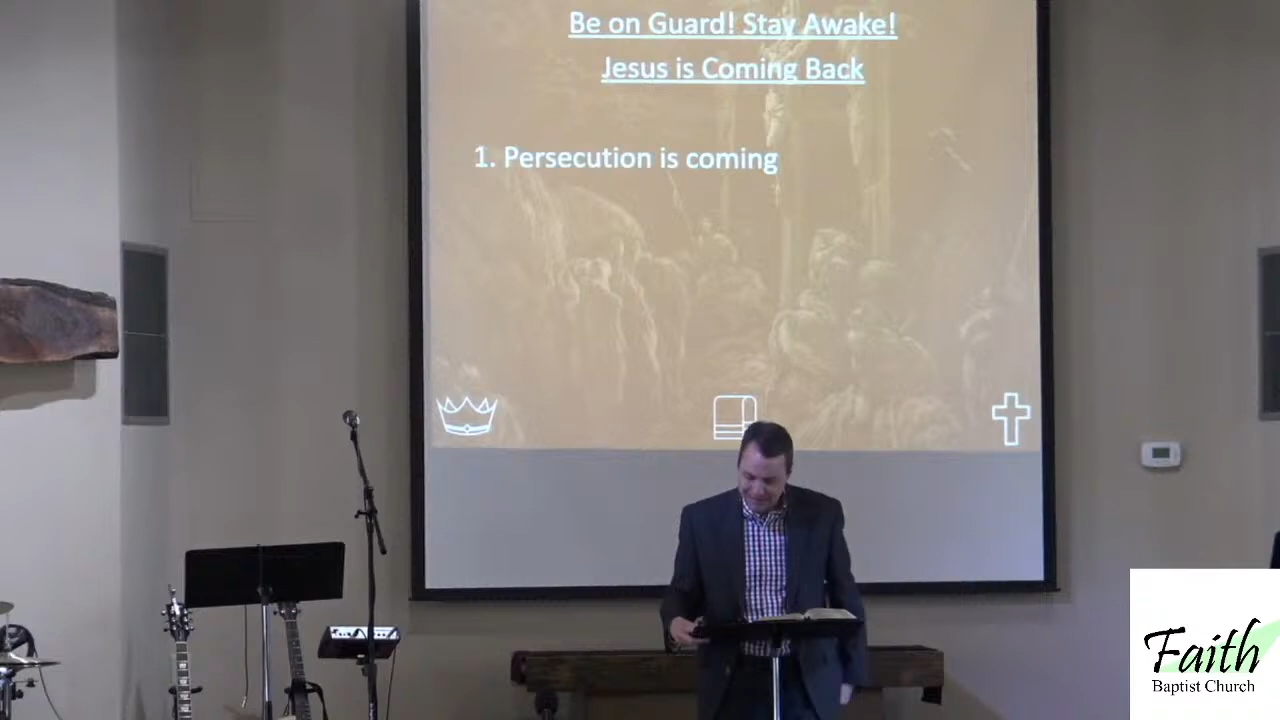 Be on Guard! Stay Awake!
Jesus is Coming Back
1. Persecution is coming
Faith
Baptist Church